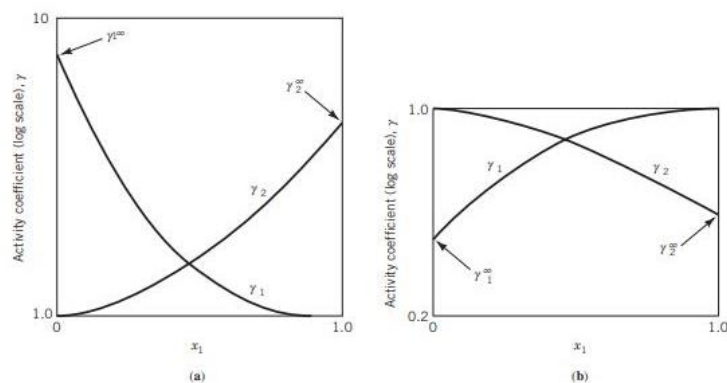 10
γ1∞
γ2∞
Activity coefficient (log scale), γ
γ2
γ1
1.0
0
1.0
x1
(a)
1.0
γ1
γ2
Activity coefficient (log scale), γ
γ1∞
γ2∞
0.2
0
1.0
x1
(b)